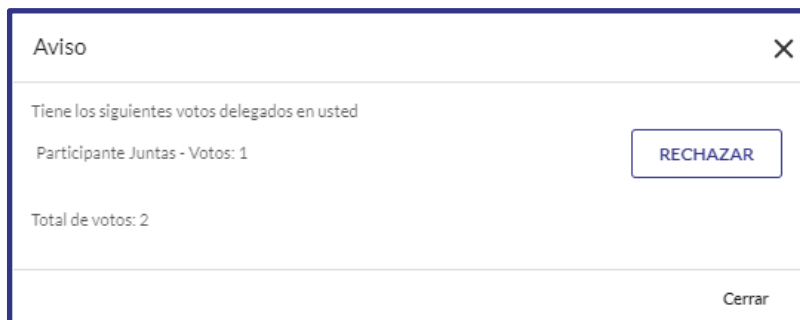 Aviso
Tiene los siguientes votos delegados en usted
Participante Juntas - Votos: 1
RECHAZAR
Total de votos: 2
Cerrar